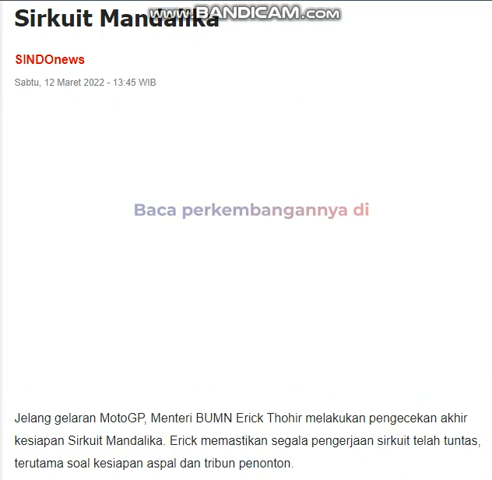 www.BANDICAM.com
Sirkuit Mandalika
SINDOnews
Sabtu, 12 Maret 2022 - 13:45 WIB
Baca perkembangannya di
Jelang gelaran MotoGP, Menteri BUMN Erick Thohir melakukan pengecekan akhir
kesiapan Sirkuit Mandalika. Erick memastikan segala pengerjaan sirkuit telah tuntas,
terutama soal kesiapan aspal dan tribun penonton.